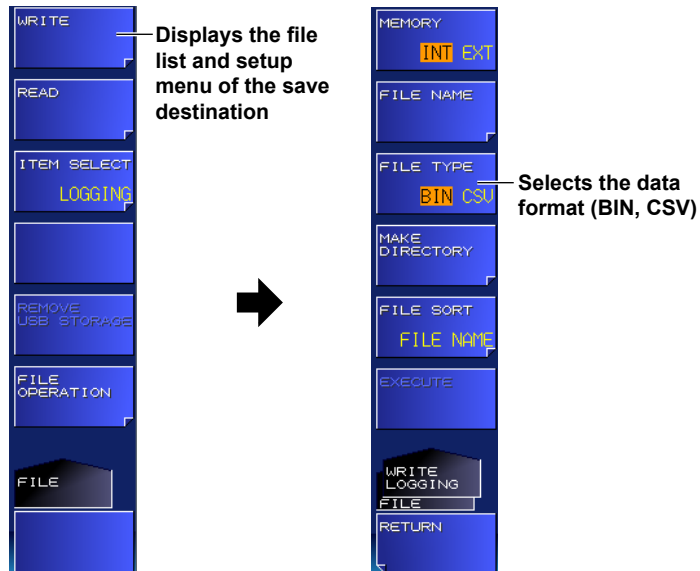 WRITE
Displays the file
list and setup
menu of the save
destination
READ
ITEM SELECT
LOGGING
REMOVE
USB STORAGE
FILE
OPERATION
FILE
MEMORY
INT EXT
FILE NAME
FILE TYPE
BIN CSV
Selects the data
format (BIN, CSV)
MAKE
DIRECTORY
FILE SORT
FILE NAME
EXECUTE
WRITE
LOGGING
FILE
RETURN